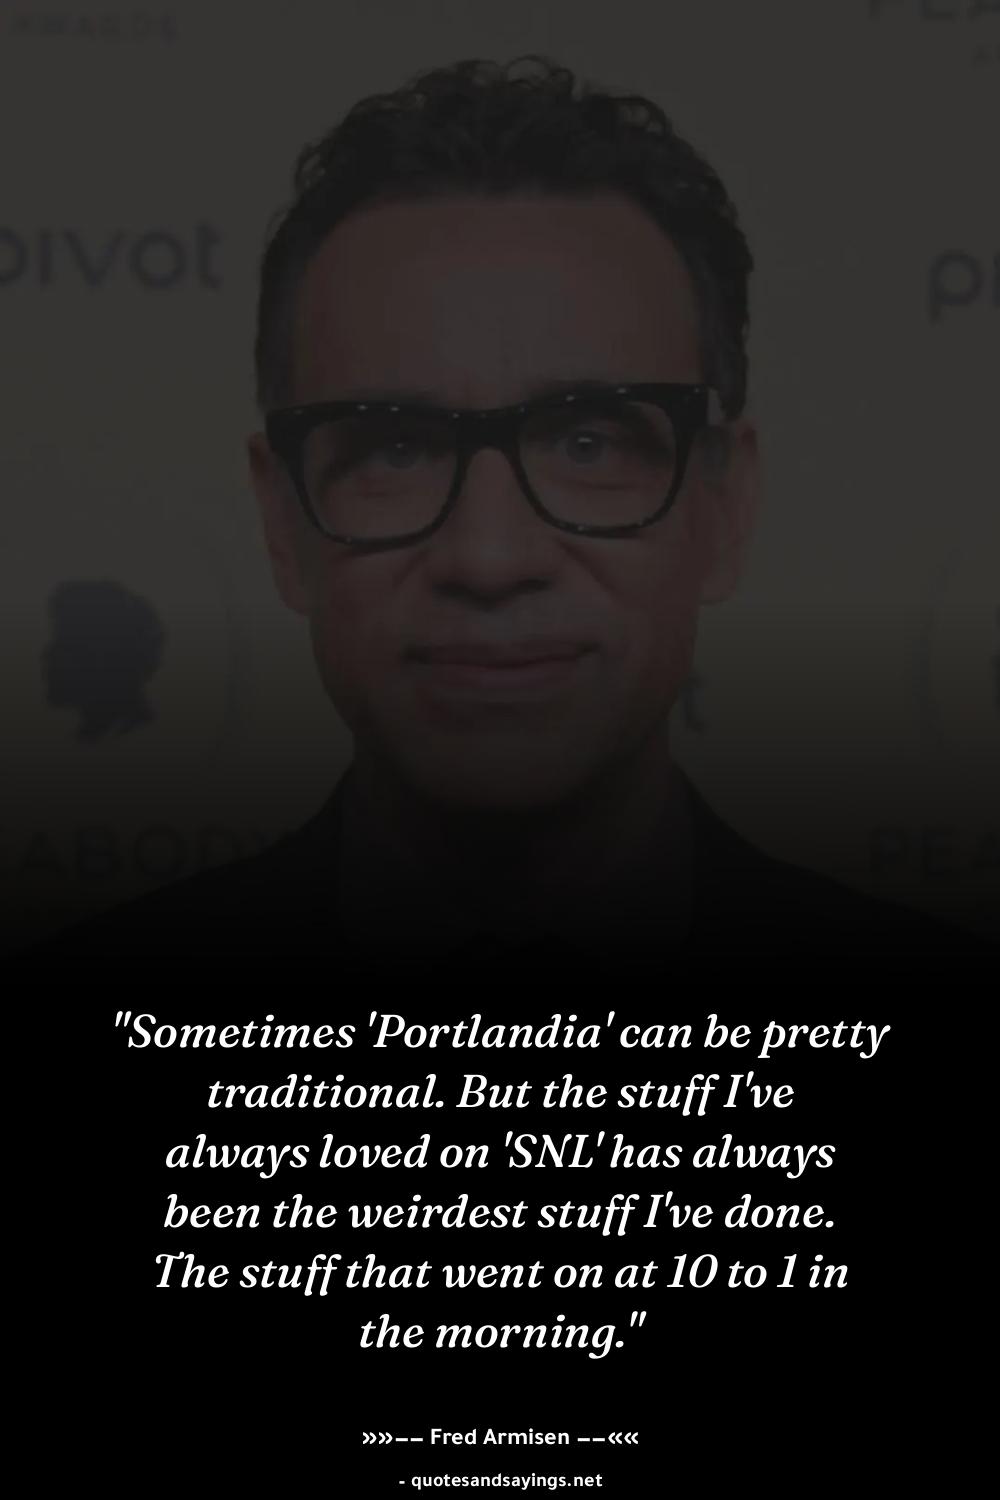 AWARDS
pivot
"Sometimes 'Portlandia' can be pretty
traditional. But the stuff I've
always loved on 'SNL' has always
been the weirdest stuff I've done.
The stuff that went on at 10 to 1 in
the morning."
»»–– Fred Armisen ––««
- quotesandsayings.net